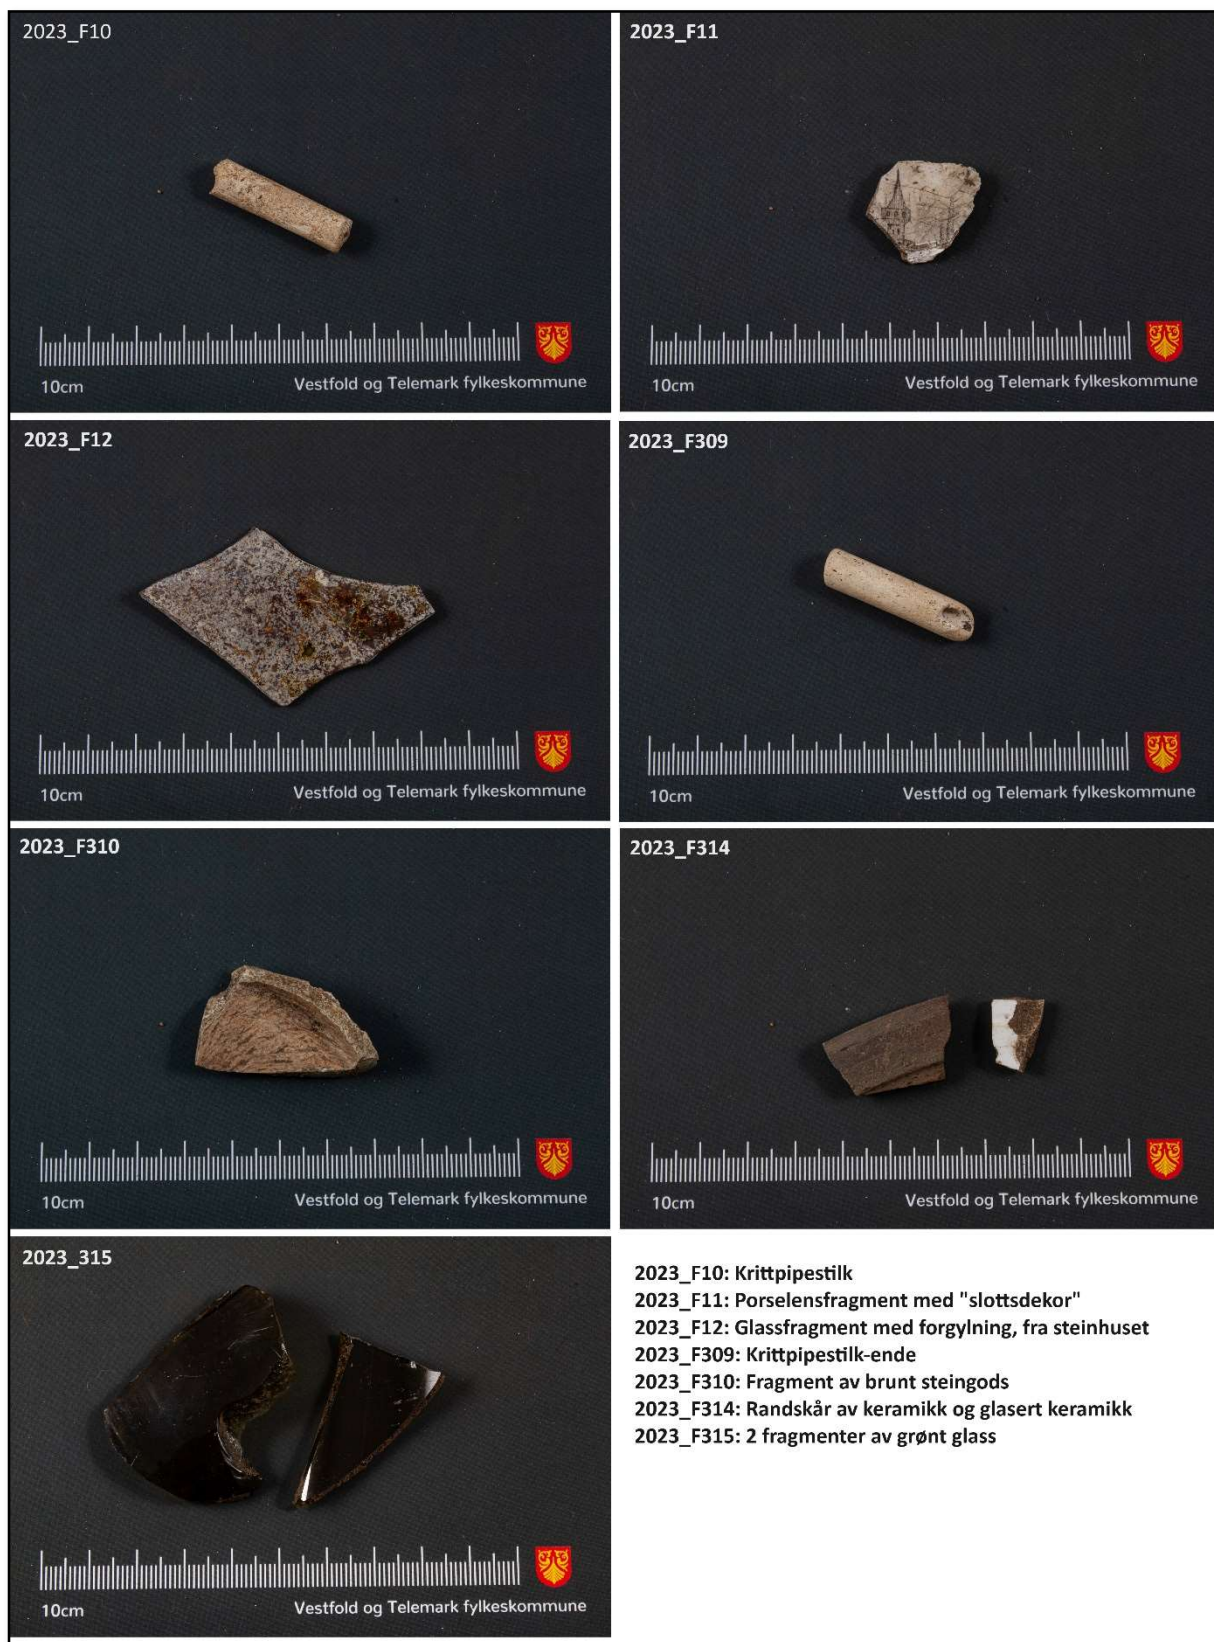 2023_F10
10cm
Vestfold og Telemark fylkeskommune
2023_F11
10cm
Vestfold og Telemark fylkeskommune
2023_F12
10cm
Vestfold og Telemark fylkeskommune
2023_F309
10cm
Vestfold og Telemark fylkeskommune
2023_F310
10cm
Vestfold og Telemark fylkeskommune
2023_F314
10cm
Vestfold og Telemark fylkeskommune
2023_315
10cm
Vestfold og Telemark fylkeskommune
2023_F10: Krittpipestilk
2023_F11: Porselensfragment med "slottsdekor"
2023_F12: Glassfragment med forgylning, fra steinhuset
2023_F309: Krittpipestilk-ende
2023_F310: Fragment av brunt steingods
2023_F314: Randskår av keramikk og glasert keramikk
2023_F315: 2 fragmenter av grønt glass